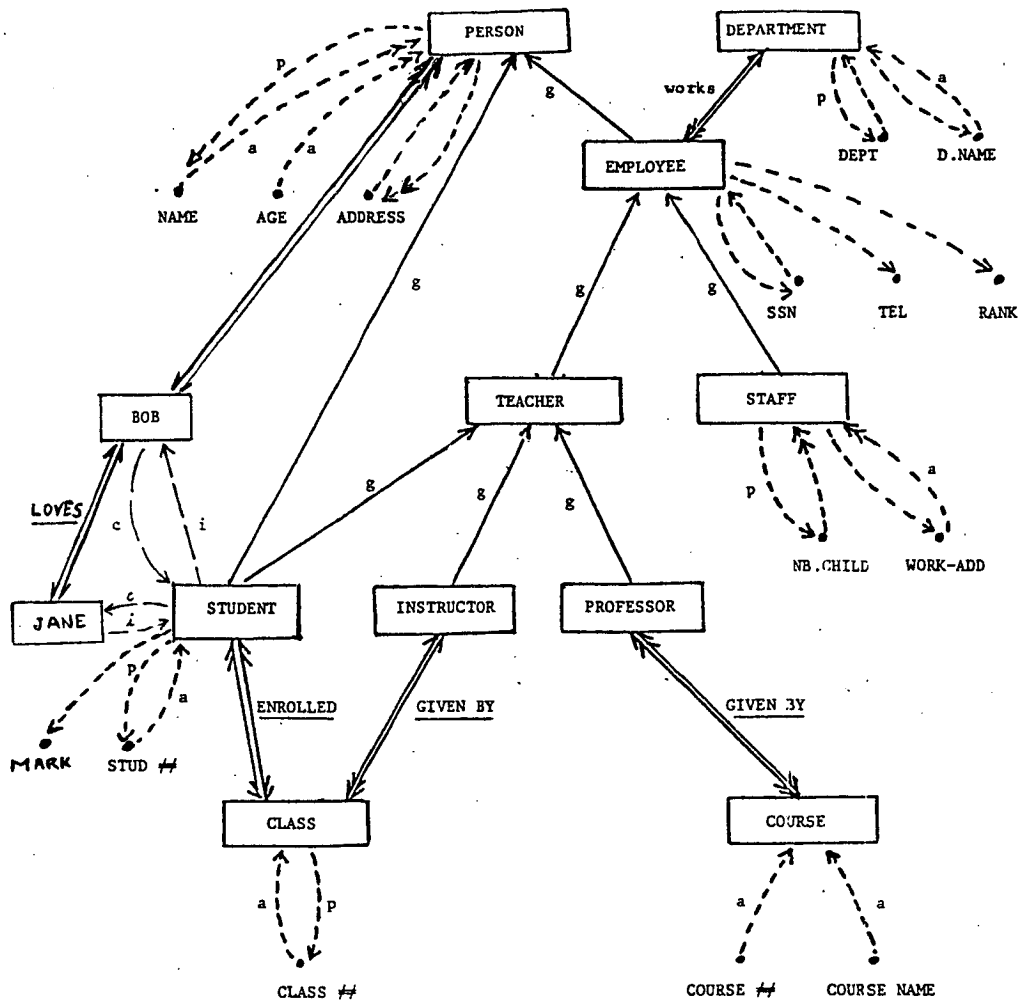 PERSON
DEPARTMENT
p
g
works
a
a
a
p
EMPLOYEE
DEPT
D.NAME
NAME
AGE
ADDRESS
g
g
g
SSN
TEL
RANK
BOB
TEACHER
STAFF
g
g
g
p
a
LOVES
c
i
NB.CHILD
WORK-ADD
JANE
c
i
STUDENT
INSTRUCTOR
PROFESSOR
p
a
ENROLLED
GIVEN BY
GIVEN BY
MARK
STUD #
CLASS
COURSE
a
p
a
a
CLASS #
COURSE #
COURSE NAME